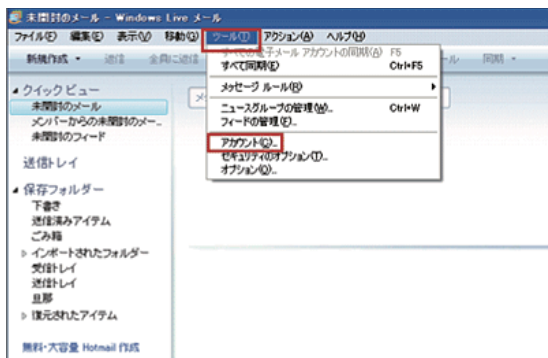 未開封のメール - Windows Live メール
ファイル(F) 編集(E) 表示(V) 移動(G) ツール(T) アクション(A) ヘルプ(H)
新規作成 返信 全員に返信 同期
すべての電子メール アカウントの同期(A) F5
すべて同期(E) Ctrl+F5
メッセージ ルール(R)
ニュースグループの管理(W)... Ctrl+W
フィードの管理(F)...
アカウント(C)...
セキュリティのオプション(T)...
オプション(O)...
クイックビュー
未開封のメール
メンバーからの未開封のメー...
未開封のフィード
送信トレイ
保存フォルダー
下書き
送信済みアイテム
ごみ箱
インポートされたフォルダー
受信トレイ
送信トレイ
旦那
復元されたアイテム
無料・大容量 Hotmail 作成